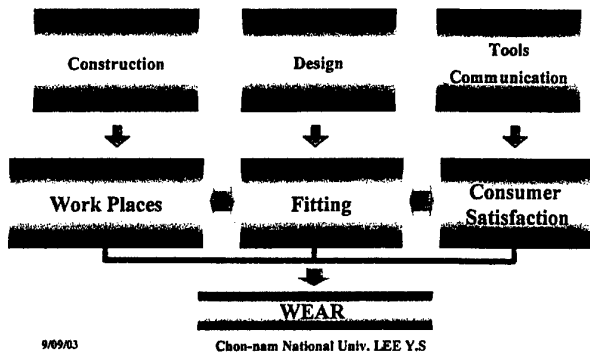 Construction
Design
Tools
Communication
Work Places
Fitting
Consumer
Satisfaction
WEAR
9/09/03
Chon-nam National Univ. LEE Y.S